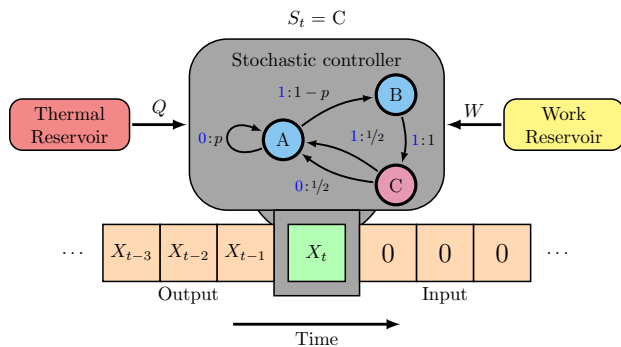 S_t = C
Stochastic controller
1:1 − p
B
Thermal Reservoir
Q
W
Work Reservoir
0:p
A
1:1/2
1:1
0:1/2
C
... X_{t−3} X_{t−2} X_{t−1} X_t 0 0 0 ...
Output
Input
Time